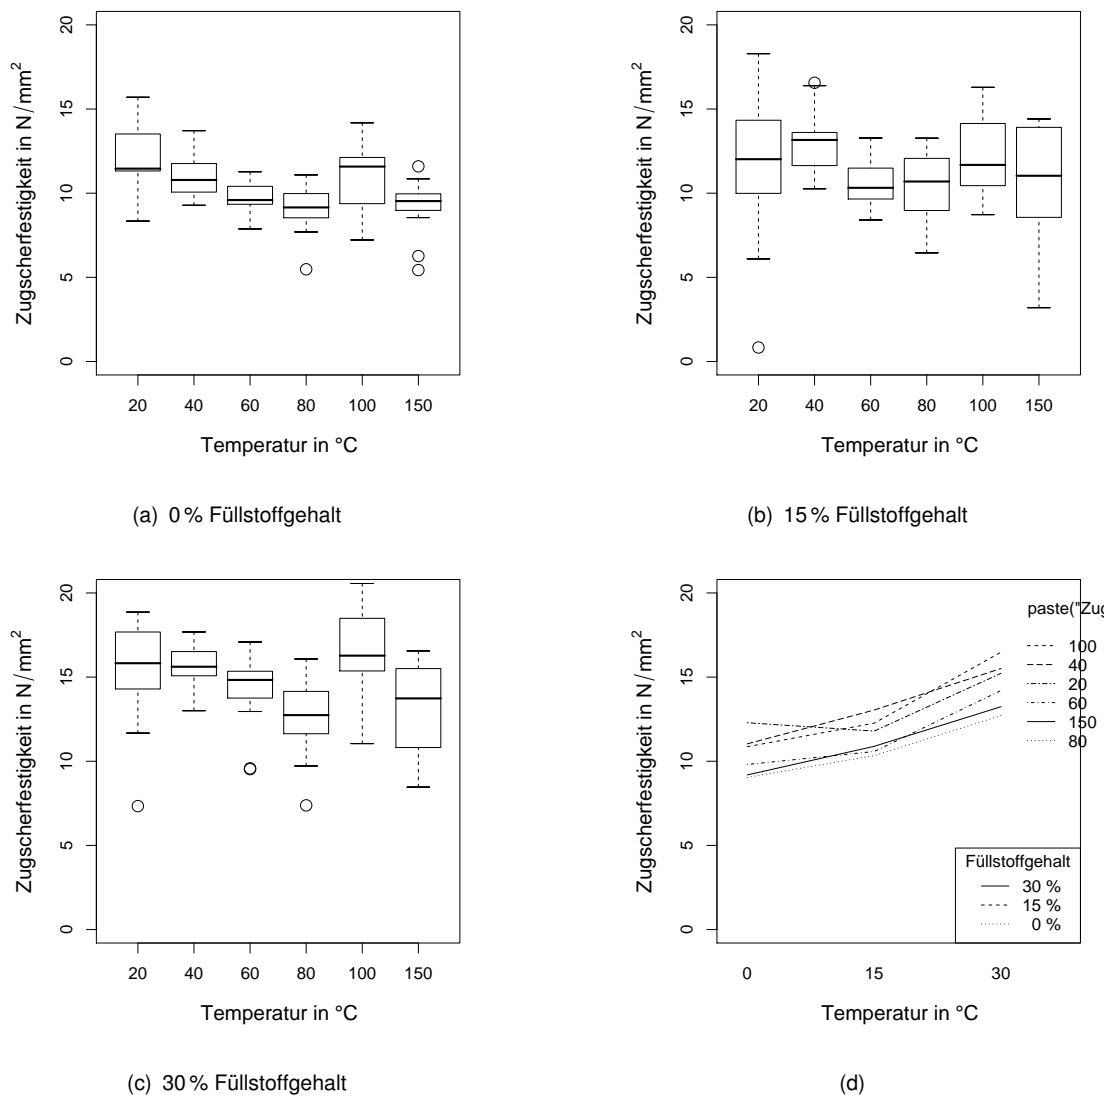 Zugscherfestigkeit in N/mm²
20
15
10
5
0
20 40 60 80 100 150
Temperatur in °C
(a) 0 % Füllstoffgehalt
Zugscherfestigkeit in N/mm²
20
15
10
5
0
20 40 60 80 100 150
Temperatur in °C
(b) 15 % Füllstoffgehalt
Zugscherfestigkeit in N/mm²
20
15
10
5
0
20 40 60 80 100 150
Temperatur in °C
(c) 30 % Füllstoffgehalt
Zugscherfestigkeit in N/mm²
20
15
10
5
0
paste("Zug
100
40
20
60
150
80
Füllstoffgehalt
30 %
15 %
0 %
0 15 30
Temperatur in °C
(d)